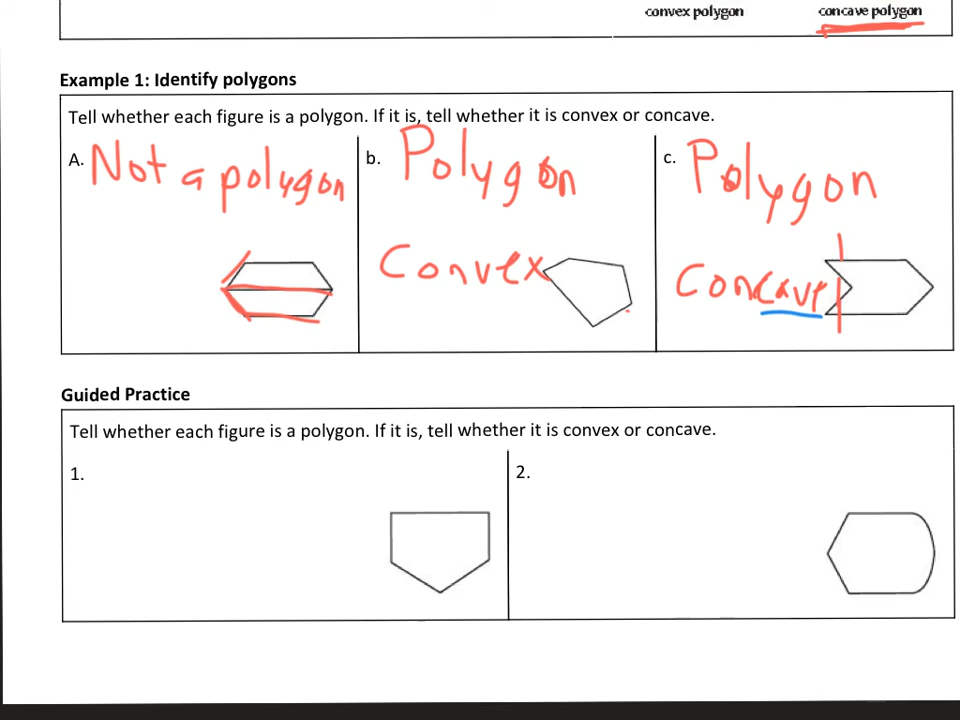 convex polygon
concave polygon
Example 1: Identify polygons
Tell whether each figure is a polygon. If it is, tell whether it is convex or concave.
A. Not a polygon
b. Polygon
Convex
c. Polygon
Concave
Guided Practice
Tell whether each figure is a polygon. If it is, tell whether it is convex or concave.
1.
2.